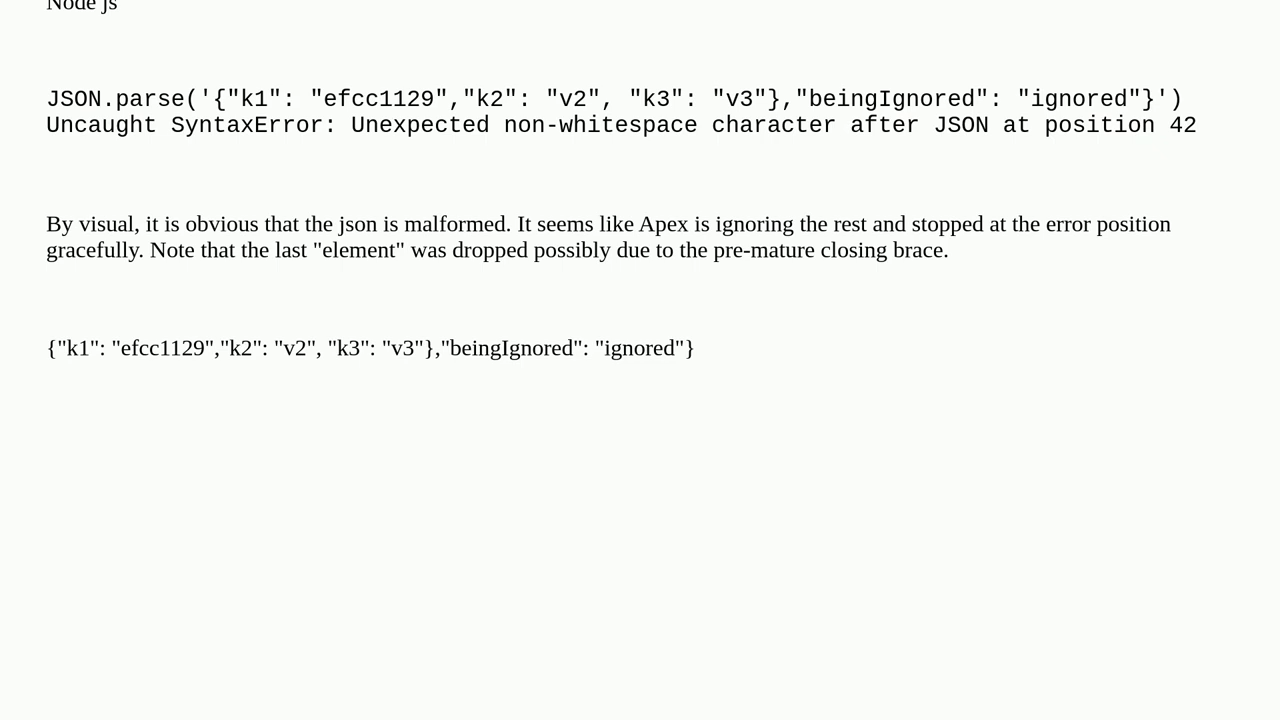 Node js
JSON.parse('{"k1": "efcc1129","k2": "v2", "k3": "v3"},"beingIgnored": "ignored"}')
Uncaught SyntaxError: Unexpected non-whitespace character after JSON at position 42
By visual, it is obvious that the json is malformed. It seems like Apex is ignoring the rest and stopped at the error position
gracefully. Note that the last "element" was dropped possibly due to the pre-mature closing brace.
{"k1": "efcc1129","k2": "v2", "k3": "v3"},"beingIgnored": "ignored"}